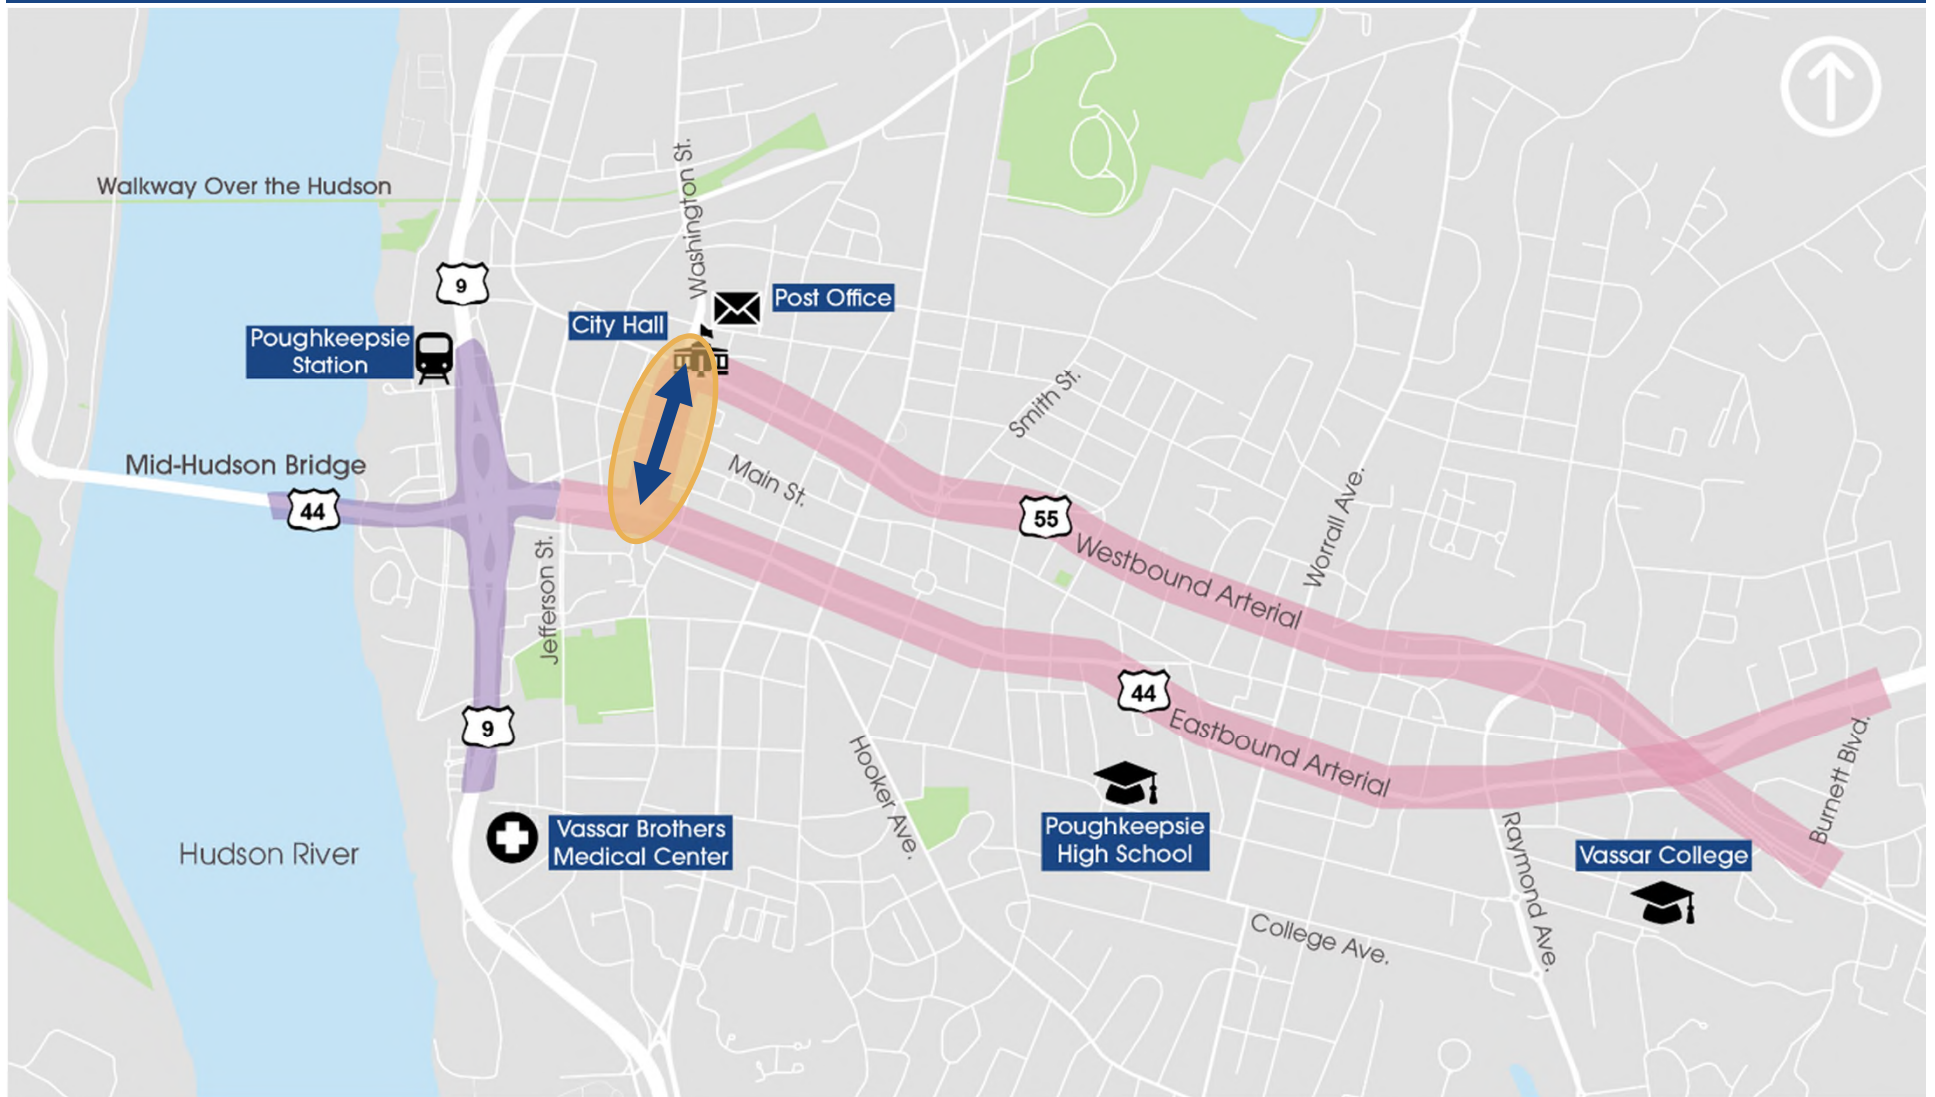 Washington St.
Walkway Over the Hudson
9
Post Office
City Hall
Poughkeepsie
Station
Smith St.
Mid-Hudson Bridge
Main St.
44
55
Westbound Arterial
Worrall Ave.
Jefferson St.
44
Eastbound Arterial
9
Hooker Ave.
Burnett Blvd.
Poughkeepsie
High School
Vassar Brothers
Medical Center
Hudson River
Raymond Ave.
Vassar College
College Ave.